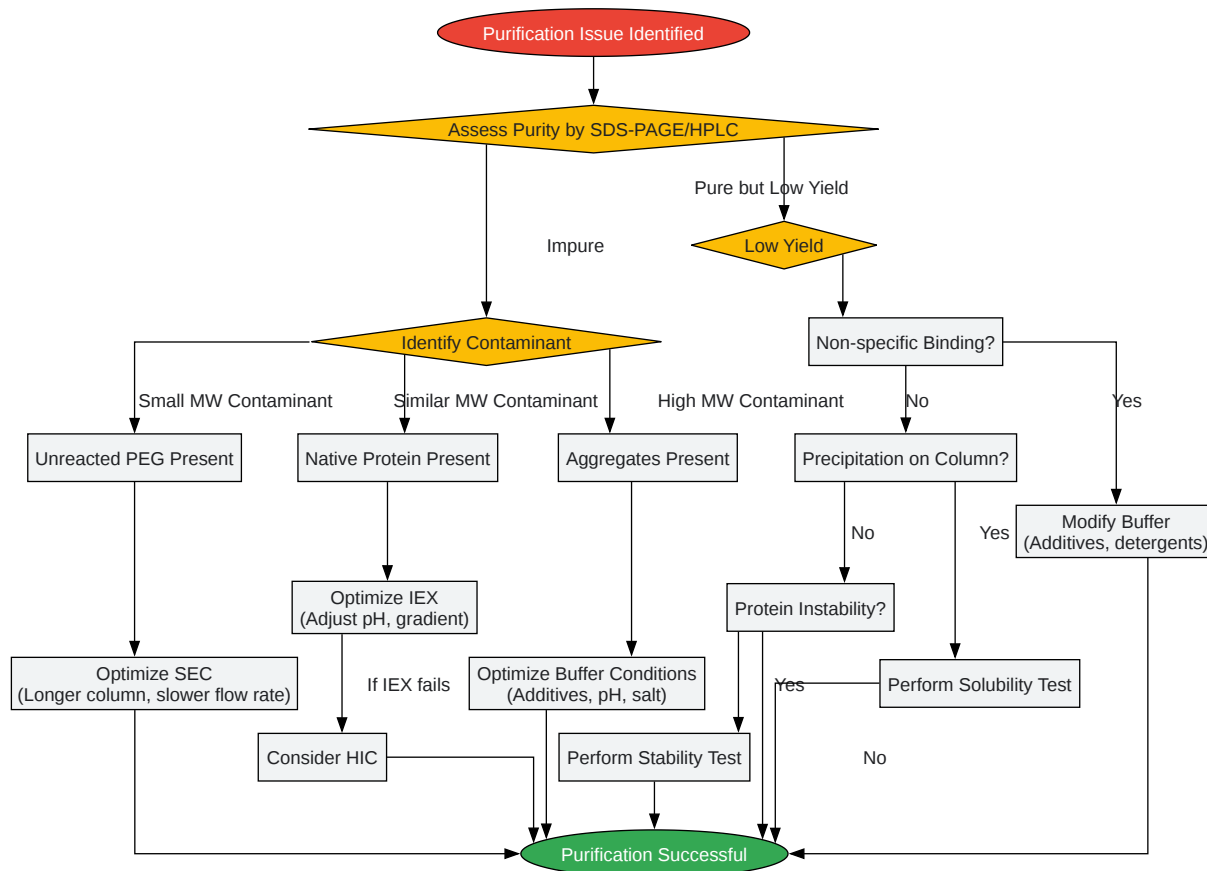 Purification Issue Identified
Assess Purity by SDS-PAGE/HPLC
Pure but Low Yield
Impure
Low Yield
Identify Contaminant
Non-specific Binding?
Small MW Contaminant
Similar MW Contaminant
High MW Contaminant
No
Yes
Unreacted PEG Present
Native Protein Present
Aggregates Present
Precipitation on Column?
No
Yes
Modify Buffer
(Additives, detergents)
Optimize IEX
(Adjust pH, gradient)
Protein Instability?
Optimize SEC
(Longer column, slower flow rate)
If IEX fails
Optimize Buffer Conditions
(Additives, pH, salt)
Yes
Perform Solubility Test
Consider HIC
Perform Stability Test
No
Purification Successful